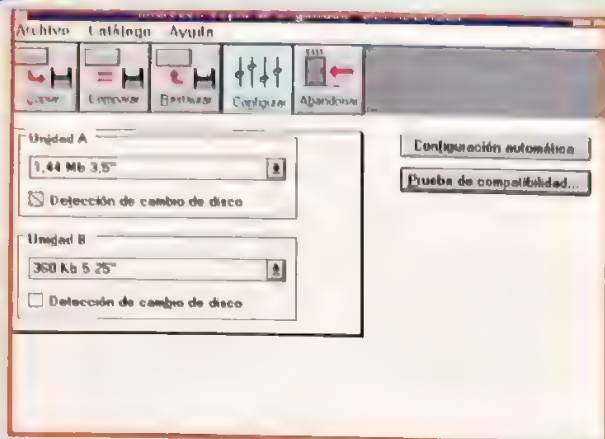 Archivo Catálogo Ayuda
Copiar Comparar Restaurar Configurar Abandonar
Unidad A
1,44 Mb 3,5"
Detección de cambio de disco
Unidad B
360 Kb 5 25"
Detección de cambio de disco
Configuración automática
Prueba de compatibilidad...